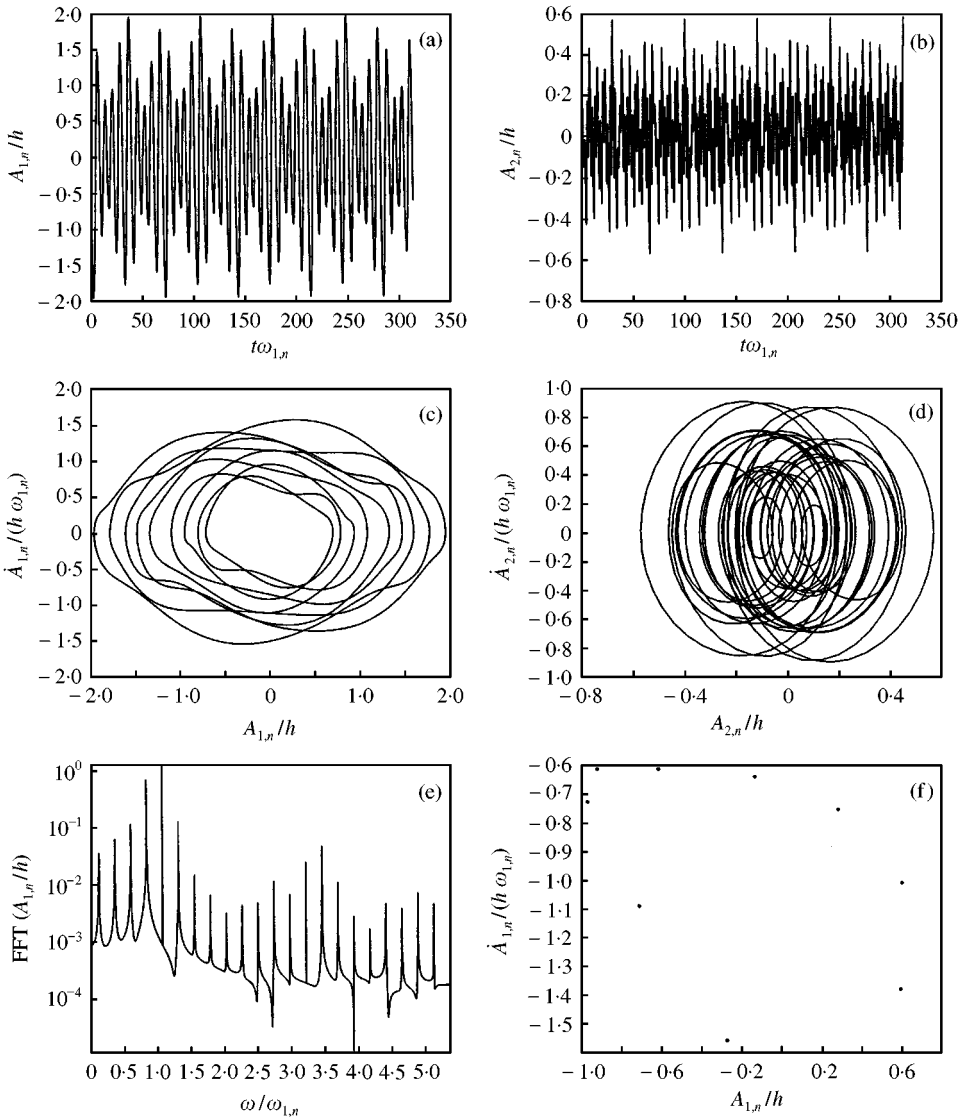 2·0
1·5
1·0
0·5
0
− 0·5
− 1·0
− 1·5
− 2·0
A1,n/h
(a)
0 50 100 150 200 250 300 350
tω1,n
0·6
0·4
0·2
0
− 0·2
− 0·4
− 0·6
− 0·8
A2,n/h
(b)
0 50 100 150 200 250 300 350
tω1,n
2·0
1·5
1·0
0·5
0
− 0·5
− 1·0
− 1·5
− 2·0
Ȧ1,n/(h ω1,n)
(c)
− 2·0 − 1·0 0 1·0 2·0
A1,n/h
1·0
0·8
0·6
0·4
0·2
0
− 0·2
− 0·4
− 0·6
− 0·8
− 1·0
Ȧ2,n/(h ω1,n)
(d)
− 0·8 − 0·4 0 0·4
A2,n/h
10⁰
10⁻¹
10⁻²
10⁻³
10⁻⁴
FFT (A1,n/h)
(e)
0 0·5 1·0 1·5 2·0 2·5 3·0 3·5 4·0 4·5 5·0
ω/ω1,n
− 0·6
− 0·7
− 0·8
− 0·9
− 1·0
− 1·1
− 1·2
− 1·3
− 1·4
− 1·5
Ȧ1,n/(h ω1,n)
(f)
− 1·0 − 0·6 − 0·2 0·2 0·6
A1,n/h